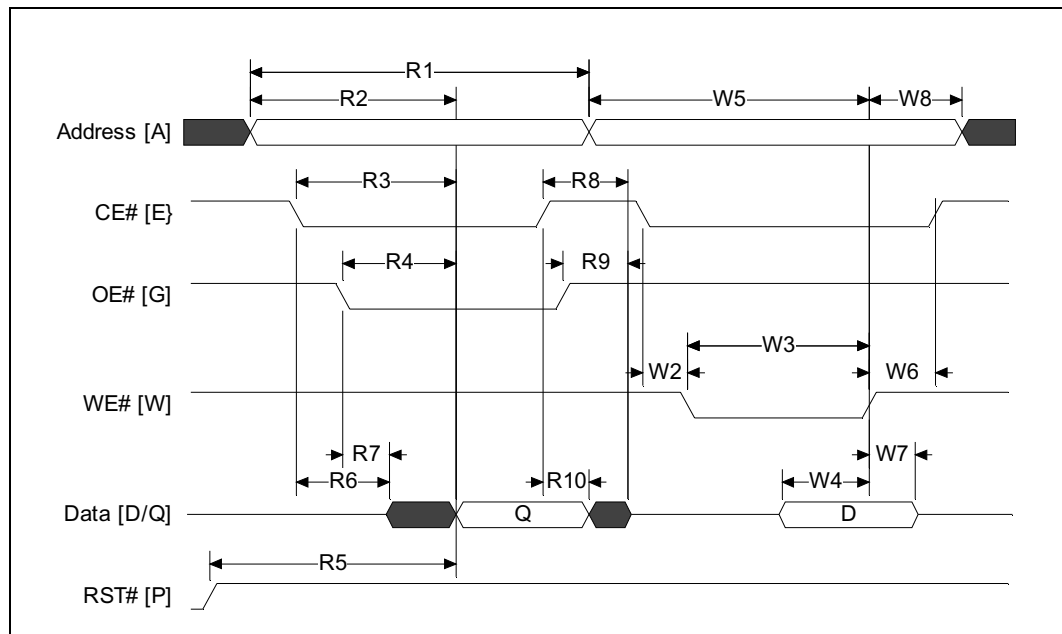 R1
R2 W5 W8
Address [A]
R3 R8
CE# [E}
R4 R9
OE# [G]
W3
W2 W6
WE# [W]
R7 W7
R6 R10 W4
Data [D/Q] Q D
R5
RST# [P]